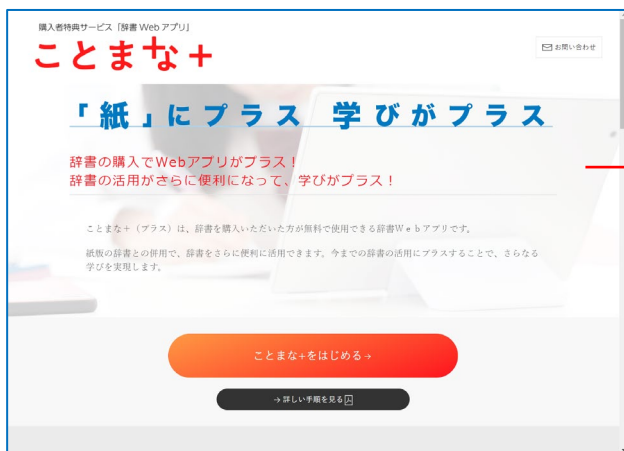 購入者特典サービス「辞書 Web アプリ」
ことまな+
お問い合わせ
「紙」にプラス 学びがプラス
辞書の購入でWebアプリがプラス！
辞書の活用がさらに便利になって、学びがプラス！
ことまな+（プラス）は、辞書を購入いただいた方が無料で使用できる辞書Ｗｅｂアプリです。
紙版の辞書との併用で、辞書をさらに便利に活用できます。今までの辞書の活用にプラスすることで、さらなる
学びを実現します。
ことまな+をはじめる→
→詳しい手順を見る